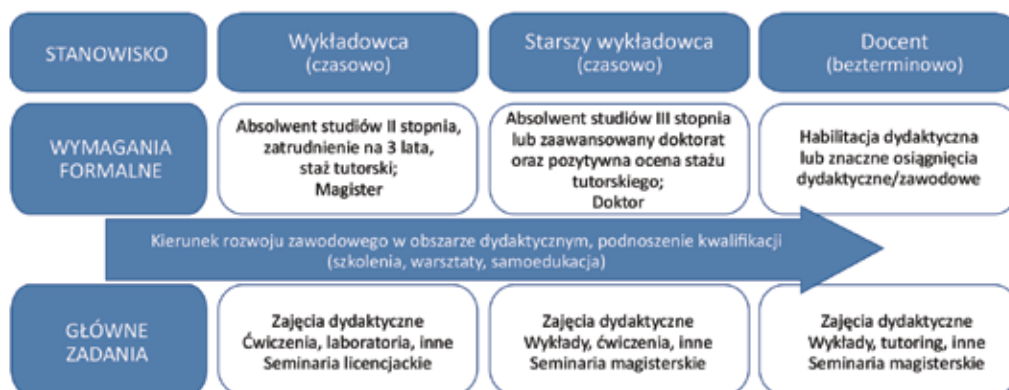 STANOWISKO
Wykładowca
(czasowo)
Starszy wykładowca
(czasowo)
Docent
(bezterminowo)
WYMAGANIA
FORMALNE
Absolwent studiów II stopnia,
zatrudnienie na 3 lata,
staż tutorski;
Magister
Absolwent studiów III stopnia
lub zaawansowany doktorat
oraz pozytywna ocena stażu
tutorskiego;
Doktor
Habilitacja dydaktyczna
lub znaczne osiągnięcia
dydaktyczne/zawodowe
Kierunek rozwoju zawodowego w obszarze dydaktycznym, podnoszenie kwalifikacji
(szkolenia, warsztaty, samoedukacja)
GŁÓWNE
ZADANIA
Zajęcia dydaktyczne
Ćwiczenia, laboratoria, inne
Seminaria licencjackie
Zajęcia dydaktyczne
Wykłady, ćwiczenia, inne
Seminaria magisterskie
Zajęcia dydaktyczne
Wykłady, tutoring, inne
Seminaria magisterskie